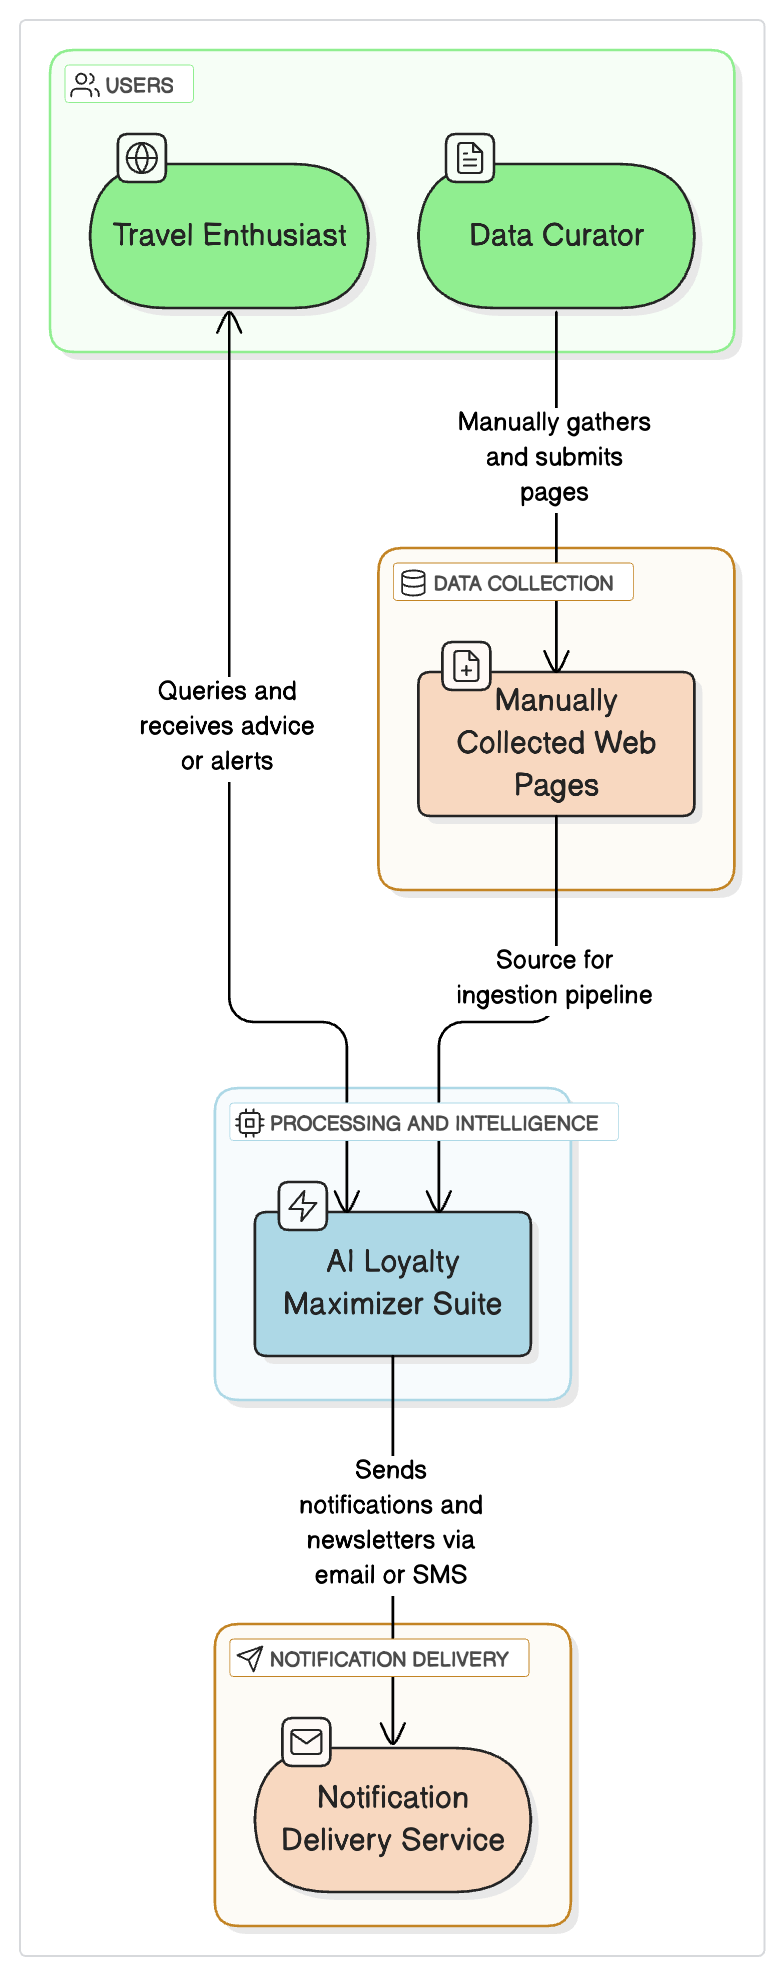 USERS
Travel Enthusiast
Data Curator
Manually gathers
and submits
pages
DATA COLLECTION
Manually
Collected Web
Pages
Queries and
receives advice
or alerts
Source for
ingestion pipeline
PROCESSING AND INTELLIGENCE
AI Loyalty
Maximizer Suite
Sends
notifications and
newsletters via
email or SMS
NOTIFICATION DELIVERY
Notification
Delivery Service